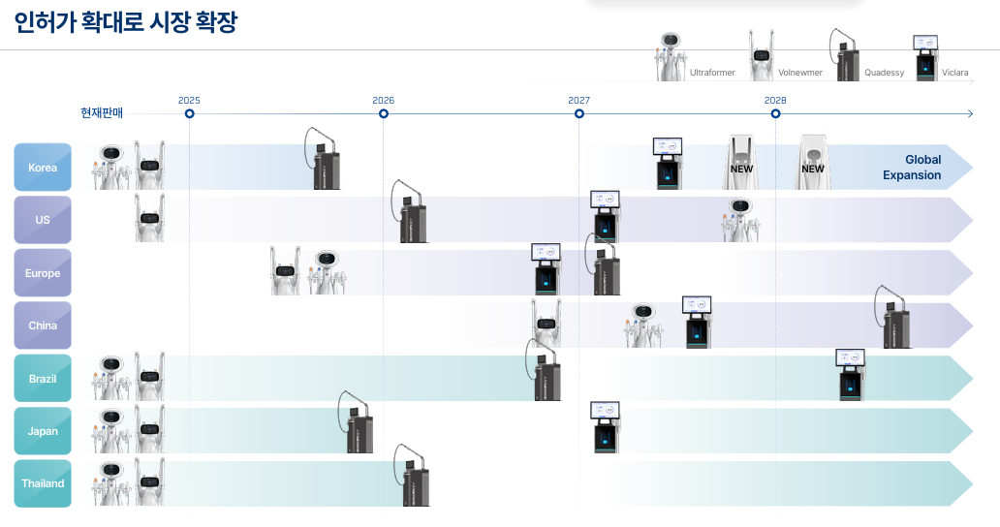 인허가 확대로 시장 확장
Ultraformer
Volnewmer
Quadessy
Viclara
현재판매
2025
2026
2027
2028
Korea
NEW
NEW
Global
Expansion
US
Europe
China
Brazil
Japan
Thailand